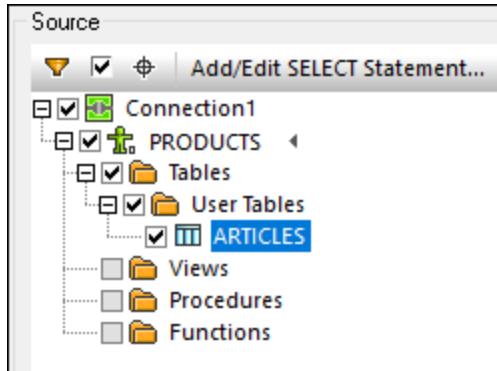 Source
Add/Edit SELECT Statement...
Connection1
PRODUCTS
Tables
User Tables
ARTICLES
Views
Procedures
Functions